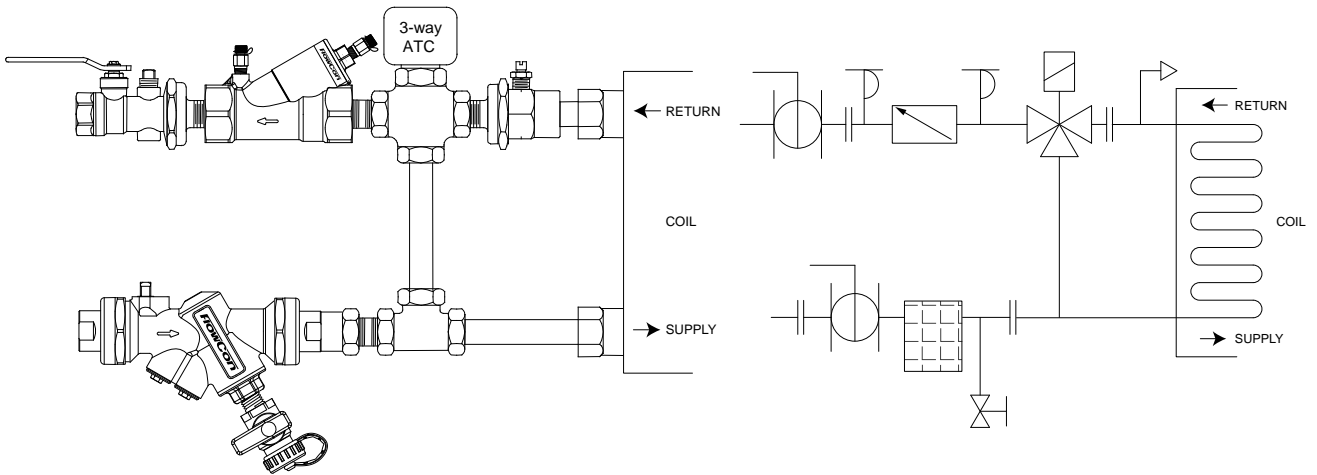 3-way
ATC
FlowCon
RETURN
COIL
FlowCon
SUPPLY
RETURN
COIL
SUPPLY